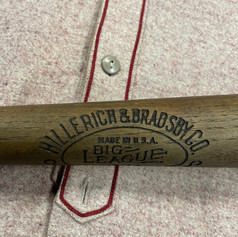 HILLERICH & BRADSBY CO.
MADE IN U.S.A.
BIG
LEAGUE